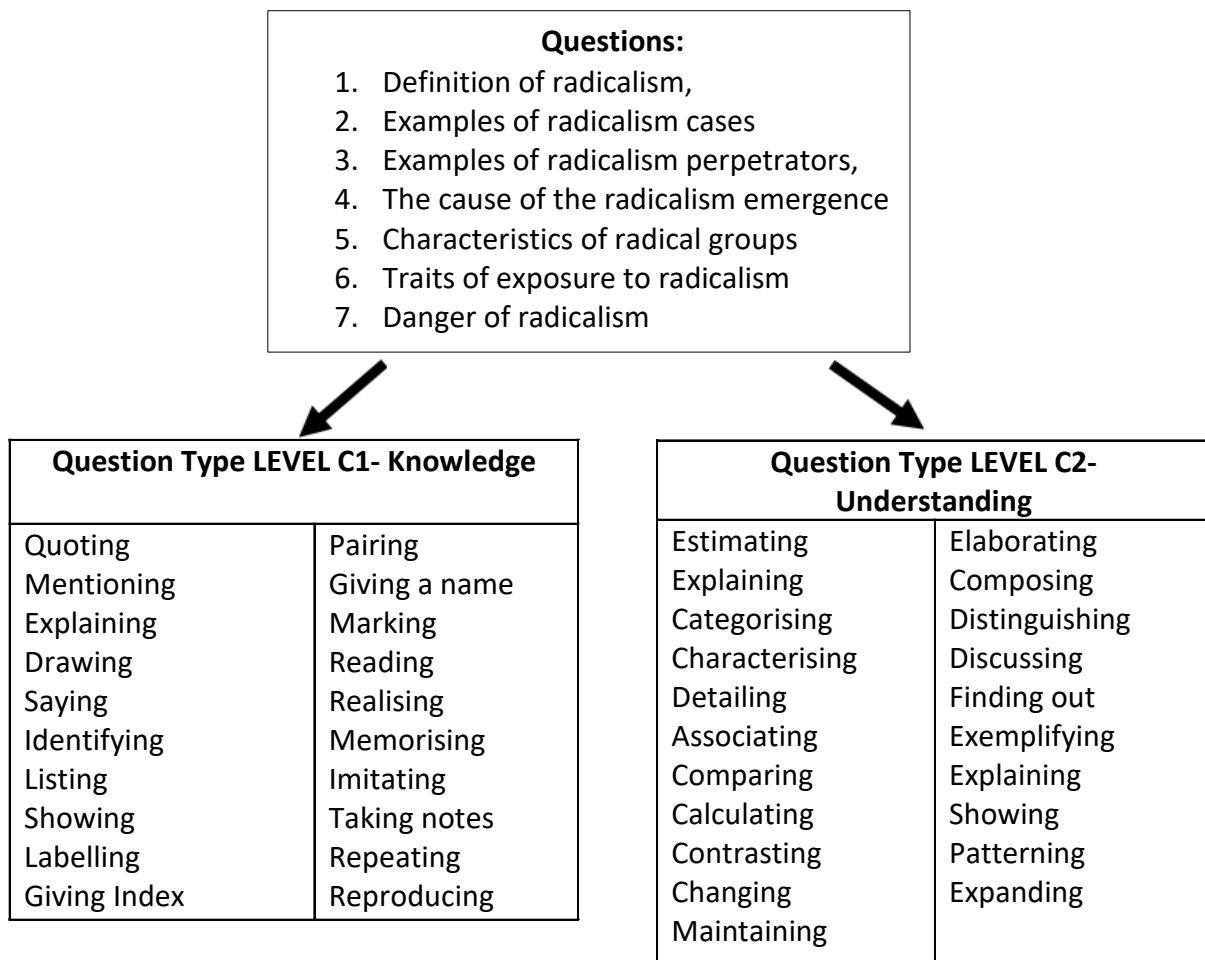 Questions:
1. Definition of radicalism,
2. Examples of radicalism cases
3. Examples of radicalism perpetrators,
4. The cause of the radicalism emergence
5. Characteristics of radical groups
6. Traits of exposure to radicalism
7. Danger of radicalism
Question Type LEVEL C1- Knowledge
Quoting
Mentioning
Explaining
Drawing
Saying
Identifying
Listing
Showing
Labelling
Giving Index
Pairing
Giving a name
Marking
Reading
Realising
Memorising
Imitating
Taking notes
Repeating
Reproducing
Question Type LEVEL C2-
Understanding
Estimating
Explaining
Categorising
Characterising
Detailing
Associating
Comparing
Calculating
Contrasting
Changing
Maintaining
Elaborating
Composing
Distinguishing
Discussing
Finding out
Exemplifying
Explaining
Showing
Patterning
Expanding